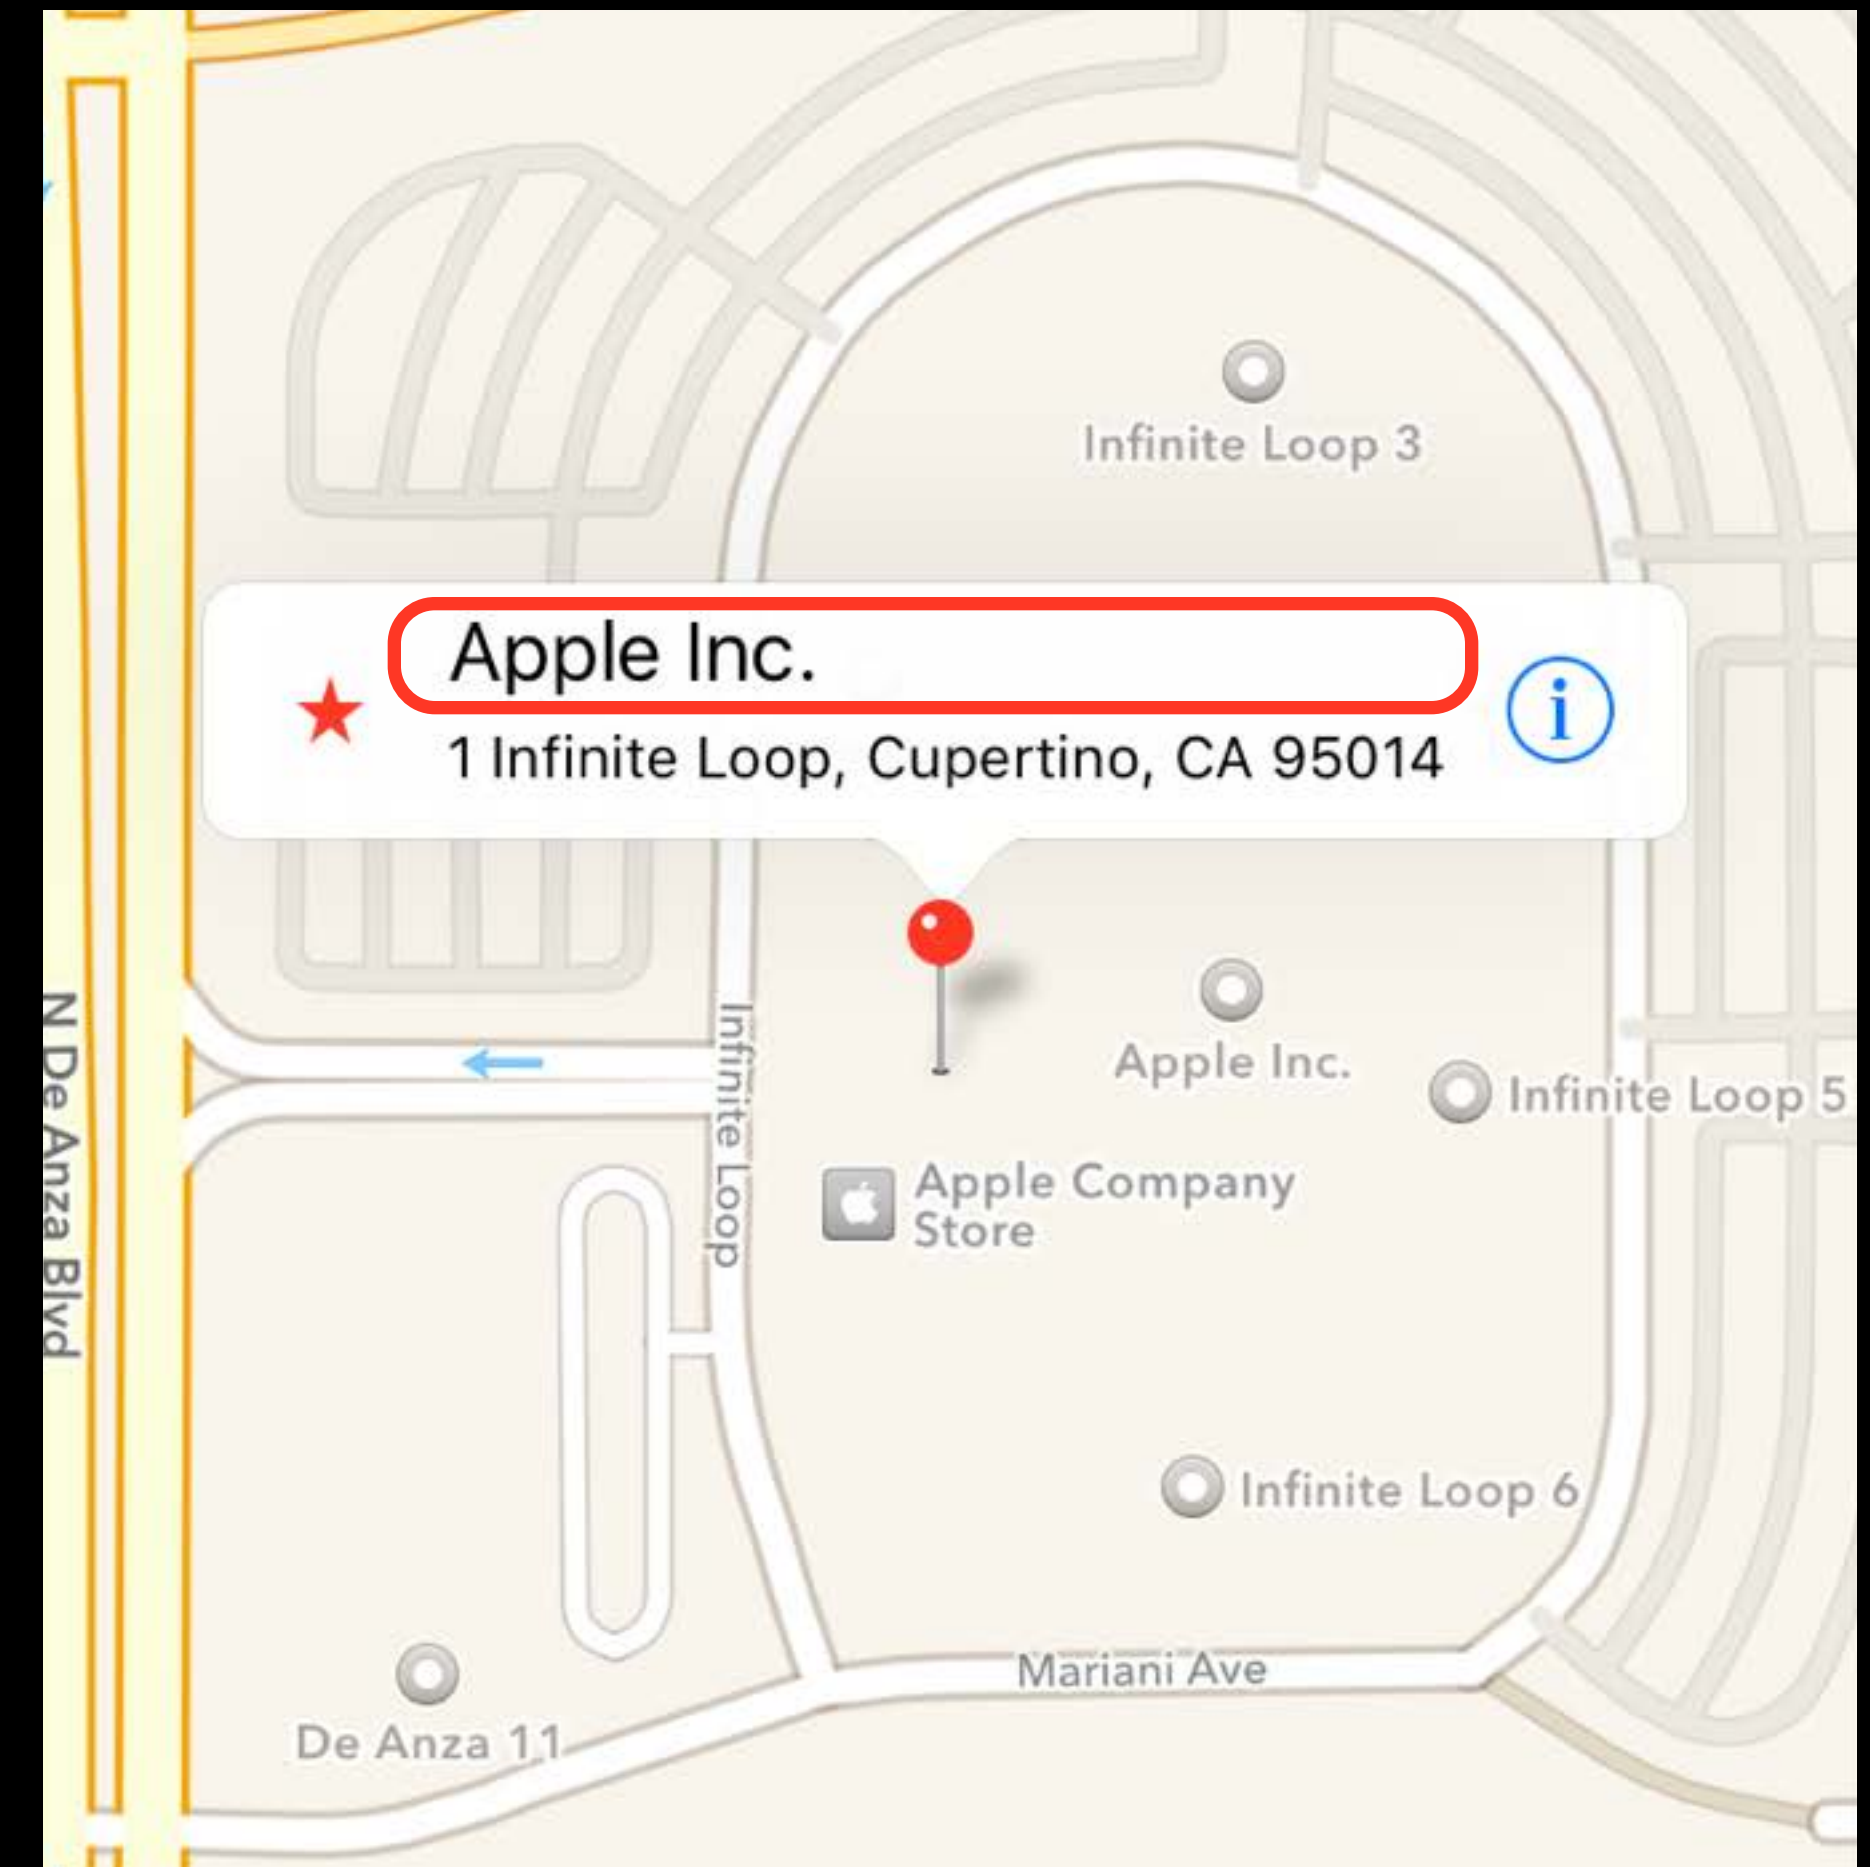 Infinite Loop 3
Apple Inc.
1 Infinite Loop, Cupertino, CA 95014
i
N De Anza Blvd
Infinite Loop
Apple Inc.
Infinite Loop 5
Apple Company
Store
Infinite Loop 6
Mariani Ave
De Anza 11